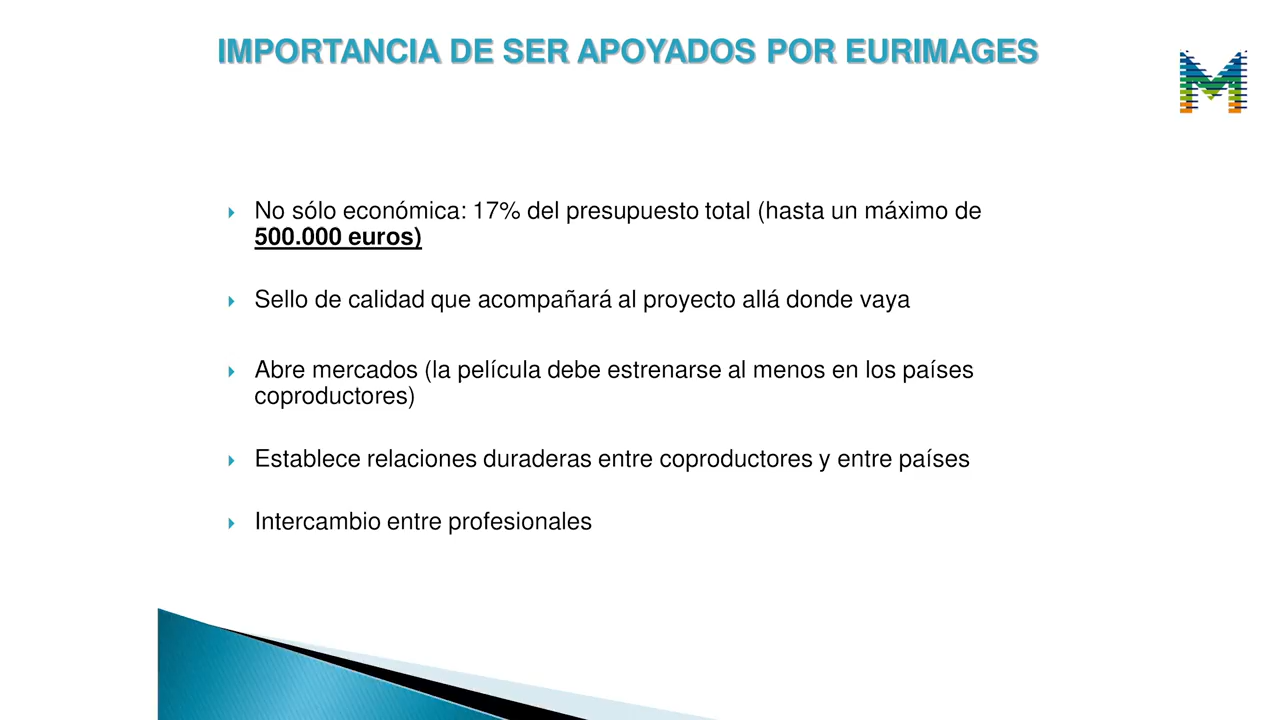 IMPORTANCIA DE SER APOYADOS POR EURIMAGES
No sólo económica: 17% del presupuesto total (hasta un máximo de
500.000 euros)
Sello de calidad que acompañará al proyecto allá donde vaya
Abre mercados (la película debe estrenarse al menos en los países
coproductores)
Establece relaciones duraderas entre coproductores y entre países
Intercambio entre profesionales